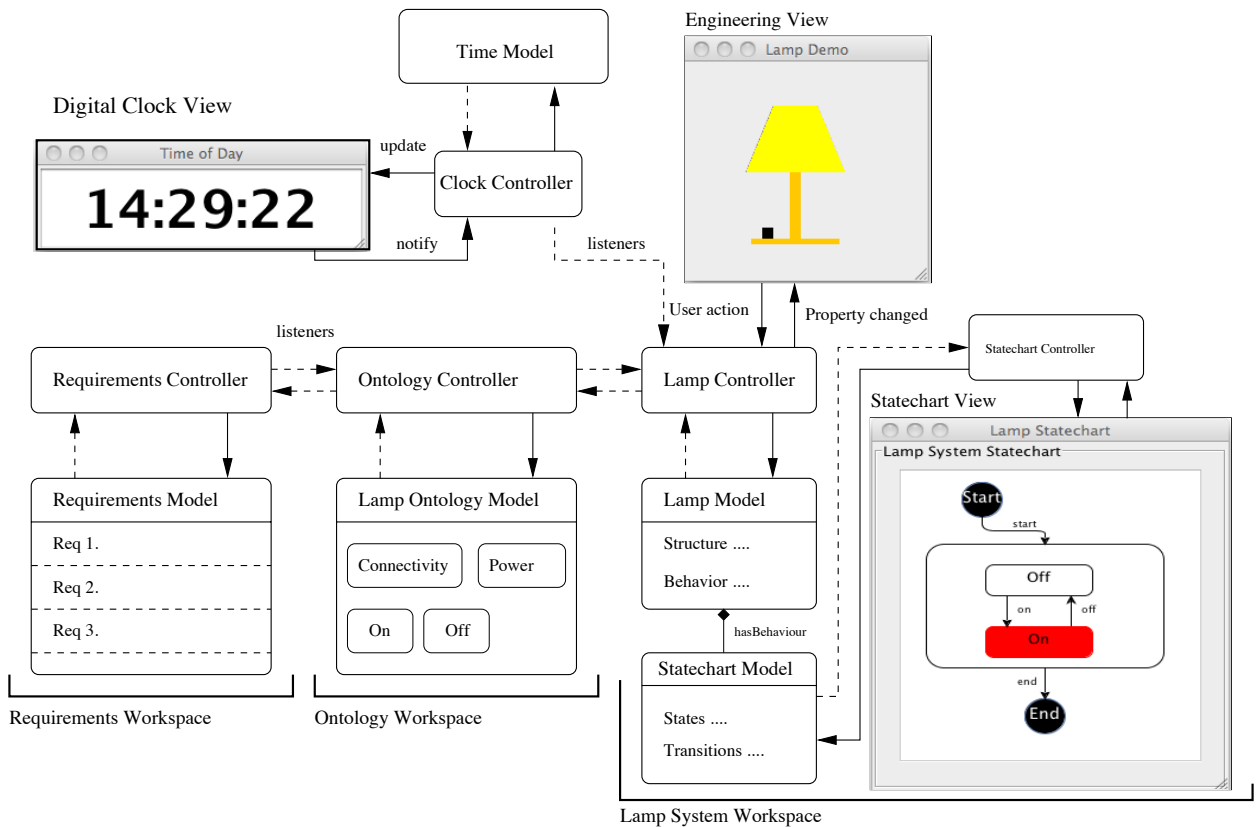 Engineering View
Time Model
Lamp Demo
Digital Clock View
Time of Day
update
14:29:22
Clock Controller
notify
listeners
User action
Property changed
listeners
Requirements Controller
Ontology Controller
Lamp Controller
Statechart Controller
Statechart View
Lamp Statechart
Lamp System Statechart
Requirements Model
Req 1.
Req 2.
Req 3.
Lamp Ontology Model
Connectivity
Power
On
Off
Lamp Model
Structure ....
Behavior ....
hasBehaviour
Statechart Model
States ....
Transitions ....
Start
start
Off
on
off
On
end
End
Requirements Workspace
Ontology Workspace
Lamp System Workspace